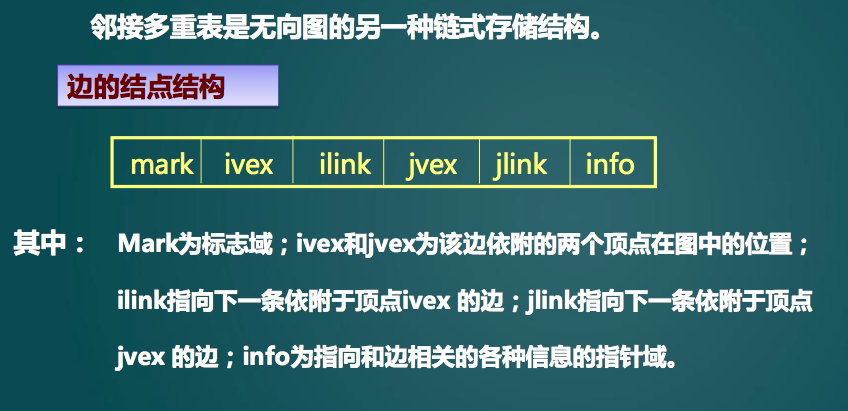 邻接多重表是无向图的另一种链式存储结构。
边的结点结构
mark ivex ilink jvex jlink info
其中： Mark为标志域；ivex和jvex为该边依附的两个顶点在图中的位置；
ilink指向下一条依附于顶点ivex 的边；jlink指向下一条依附于顶点
jvex 的边；info为指向和边相关的各种信息的指针域。